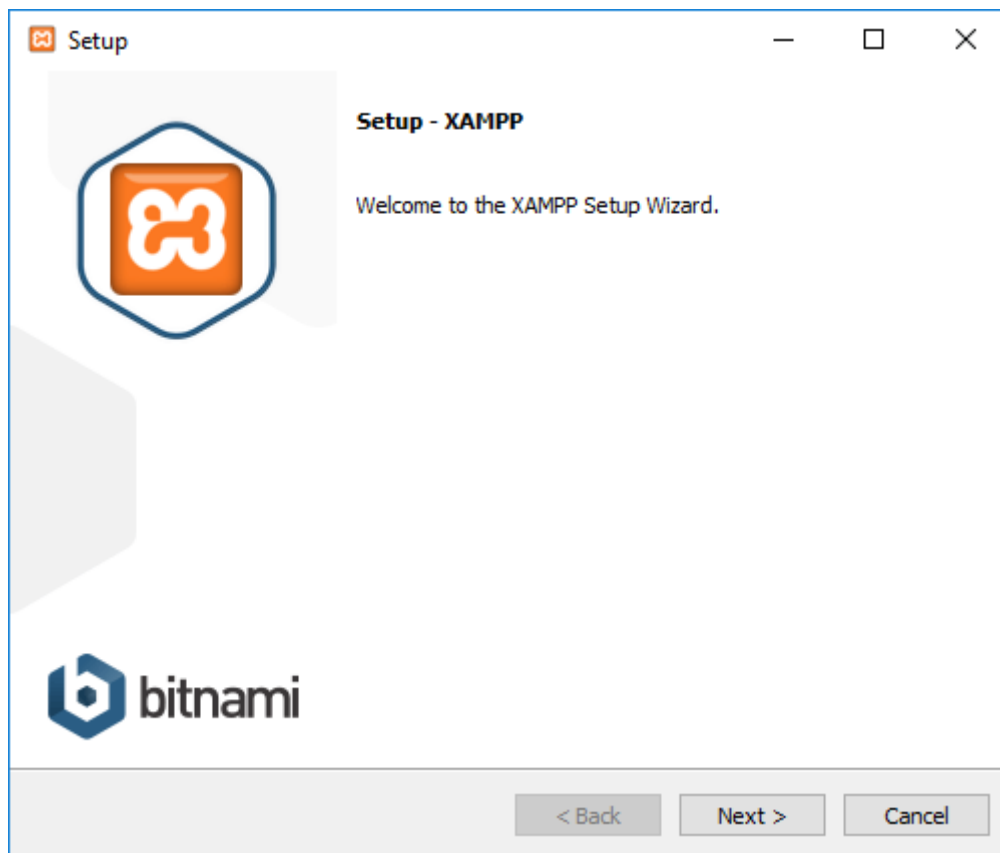 Setup
Setup - XAMPP
Welcome to the XAMPP Setup Wizard.
bitnami
< Back
Next >
Cancel